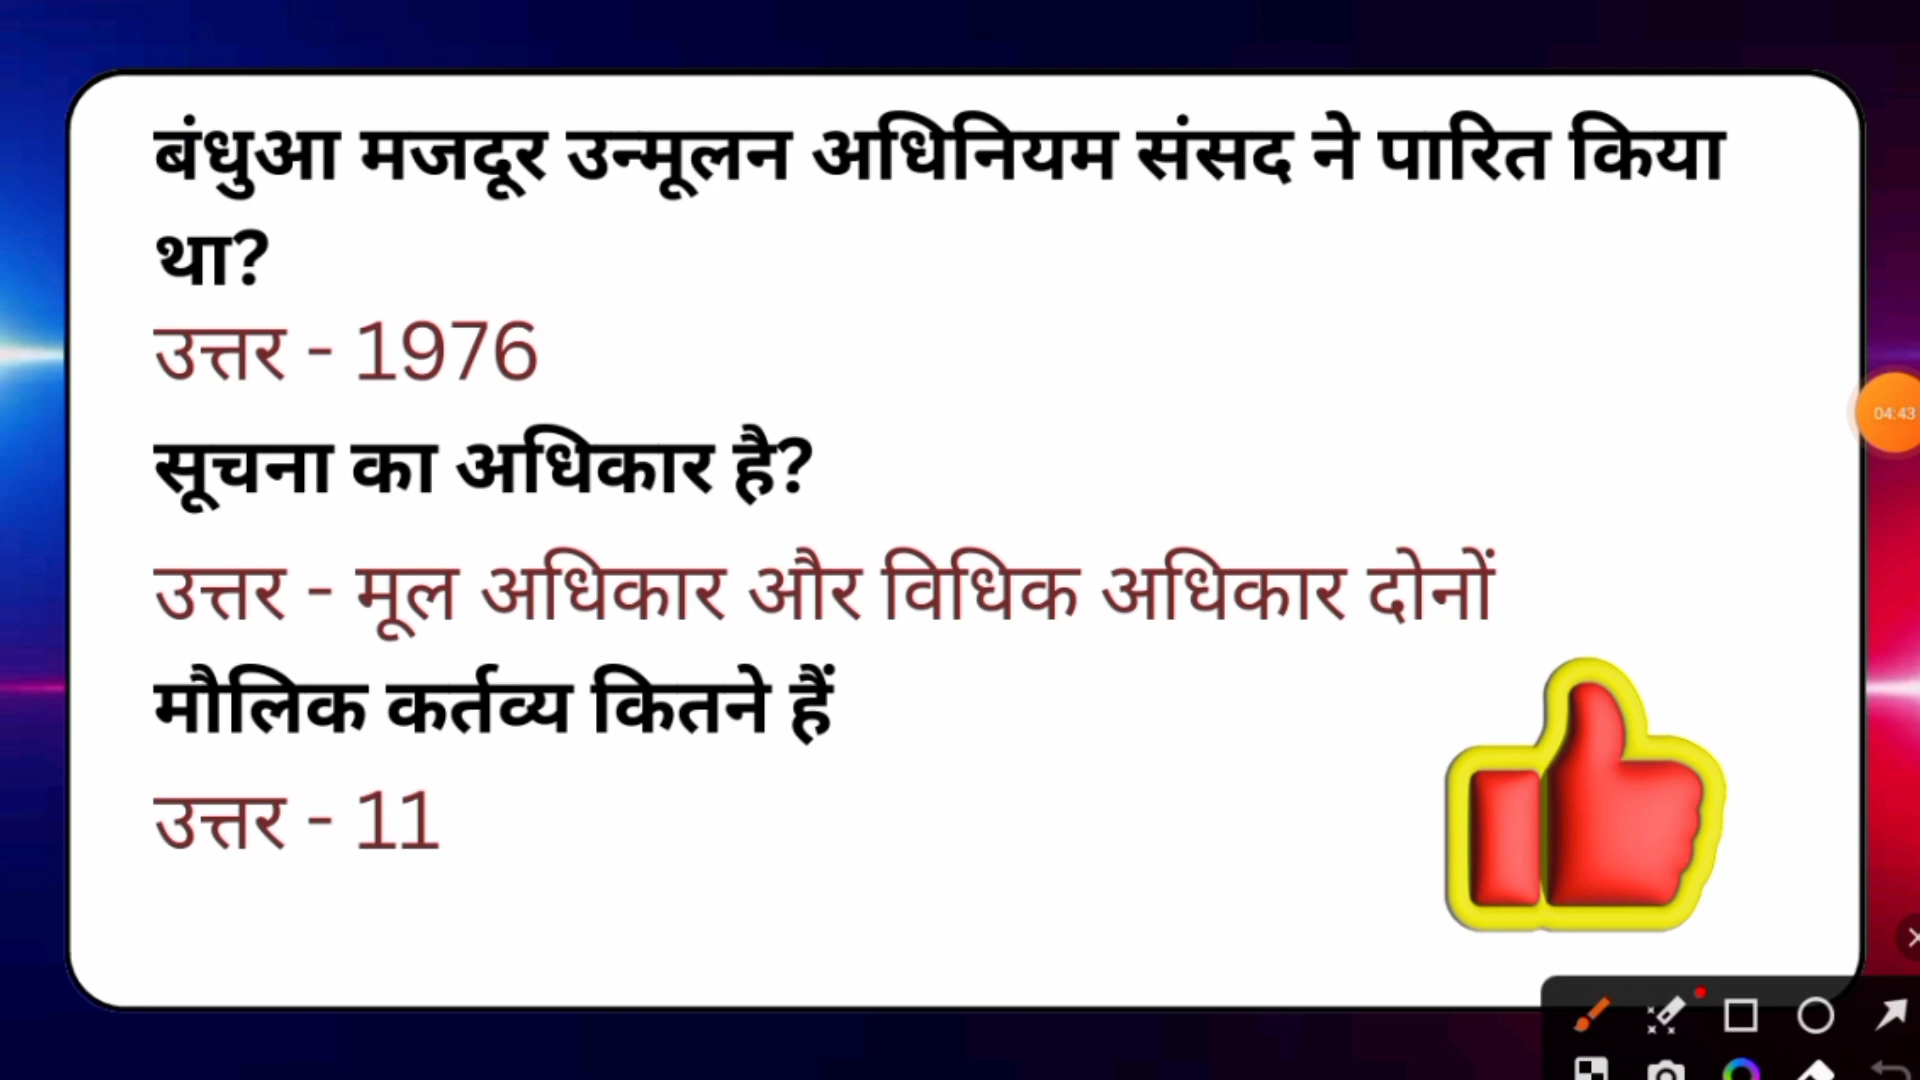 बंधुआ मजदूर उन्मूलन अधिनियम संसद ने पारित किया
था?
उत्तर - 1976
सूचना का अधिकार है?
उत्तर - मूल अधिकार और विधिक अधिकार दोनों
मौलिक कर्तव्य कितने हैं
उत्तर - 11
04:43